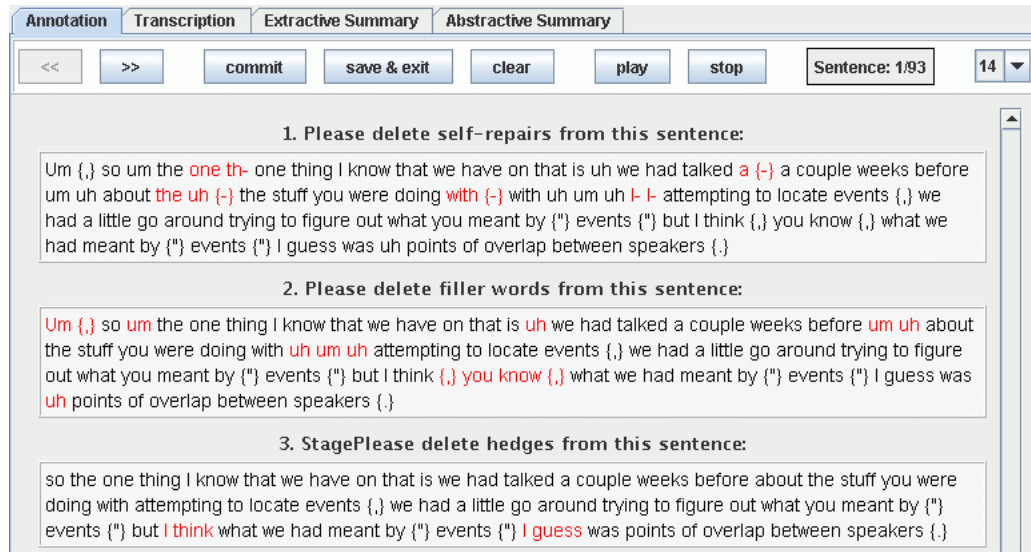 Annotation Transcription Extractive Summary Abstractive Summary
<< >> commit save & exit clear play stop Sentence: 1/93 14
1. Please delete self-repairs from this sentence:
Um {,} so um the one th- one thing I know that we have on that is uh we had talked a {-} a couple weeks before
um uh about the uh {-} the stuff you were doing with {-} with uh um uh l- l- attempting to locate events {,} we
had a little go around trying to figure out what you meant by {"} events {"} but I think {,} you know {,} what we
had meant by {"} events {"} I guess was uh points of overlap between speakers {.}
2. Please delete filler words from this sentence:
Um {,} so um the one thing I know that we have on that is uh we had talked a couple weeks before um uh about
the stuff you were doing with uh um uh attempting to locate events {,} we had a little go around trying to figure
out what you meant by {"} events {"} but I think {,} you know {,} what we had meant by {"} events {"} I guess was
uh points of overlap between speakers {.}
3. StagePlease delete hedges from this sentence:
so the one thing I know that we have on that is we had talked a couple weeks before about the stuff you were
doing with attempting to locate events {,} we had a little go around trying to figure out what you meant by {"}
events {"} but I think what we had meant by {"} events {"} I guess was points of overlap between speakers {.}